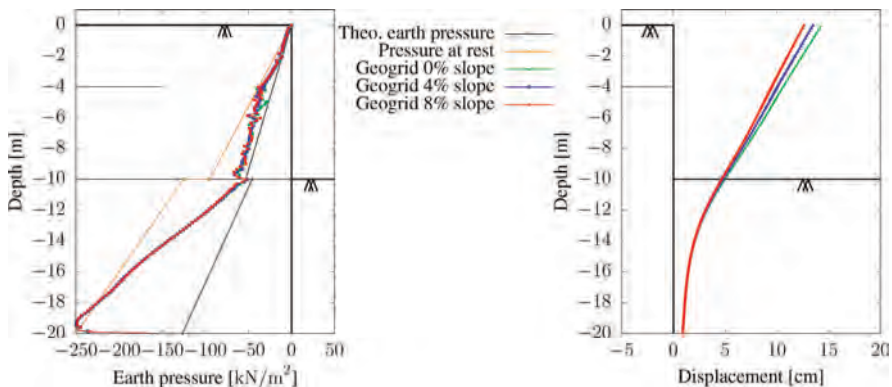 0
−2
−4
−6
−8
−10
−12
−14
−16
−18
−20
Depth [m]
−250−200−150−100 −50 0 50
Earth pressure [kN/m²]
Theo. earth pressure
Pressure at rest
Geogrid 0% slope
Geogrid 4% slope
Geogrid 8% slope
0
−2
−4
−6
−8
−10
−12
−14
−16
−18
−20
Depth [m]
−5 0 5 10 15 20
Displacement [cm]